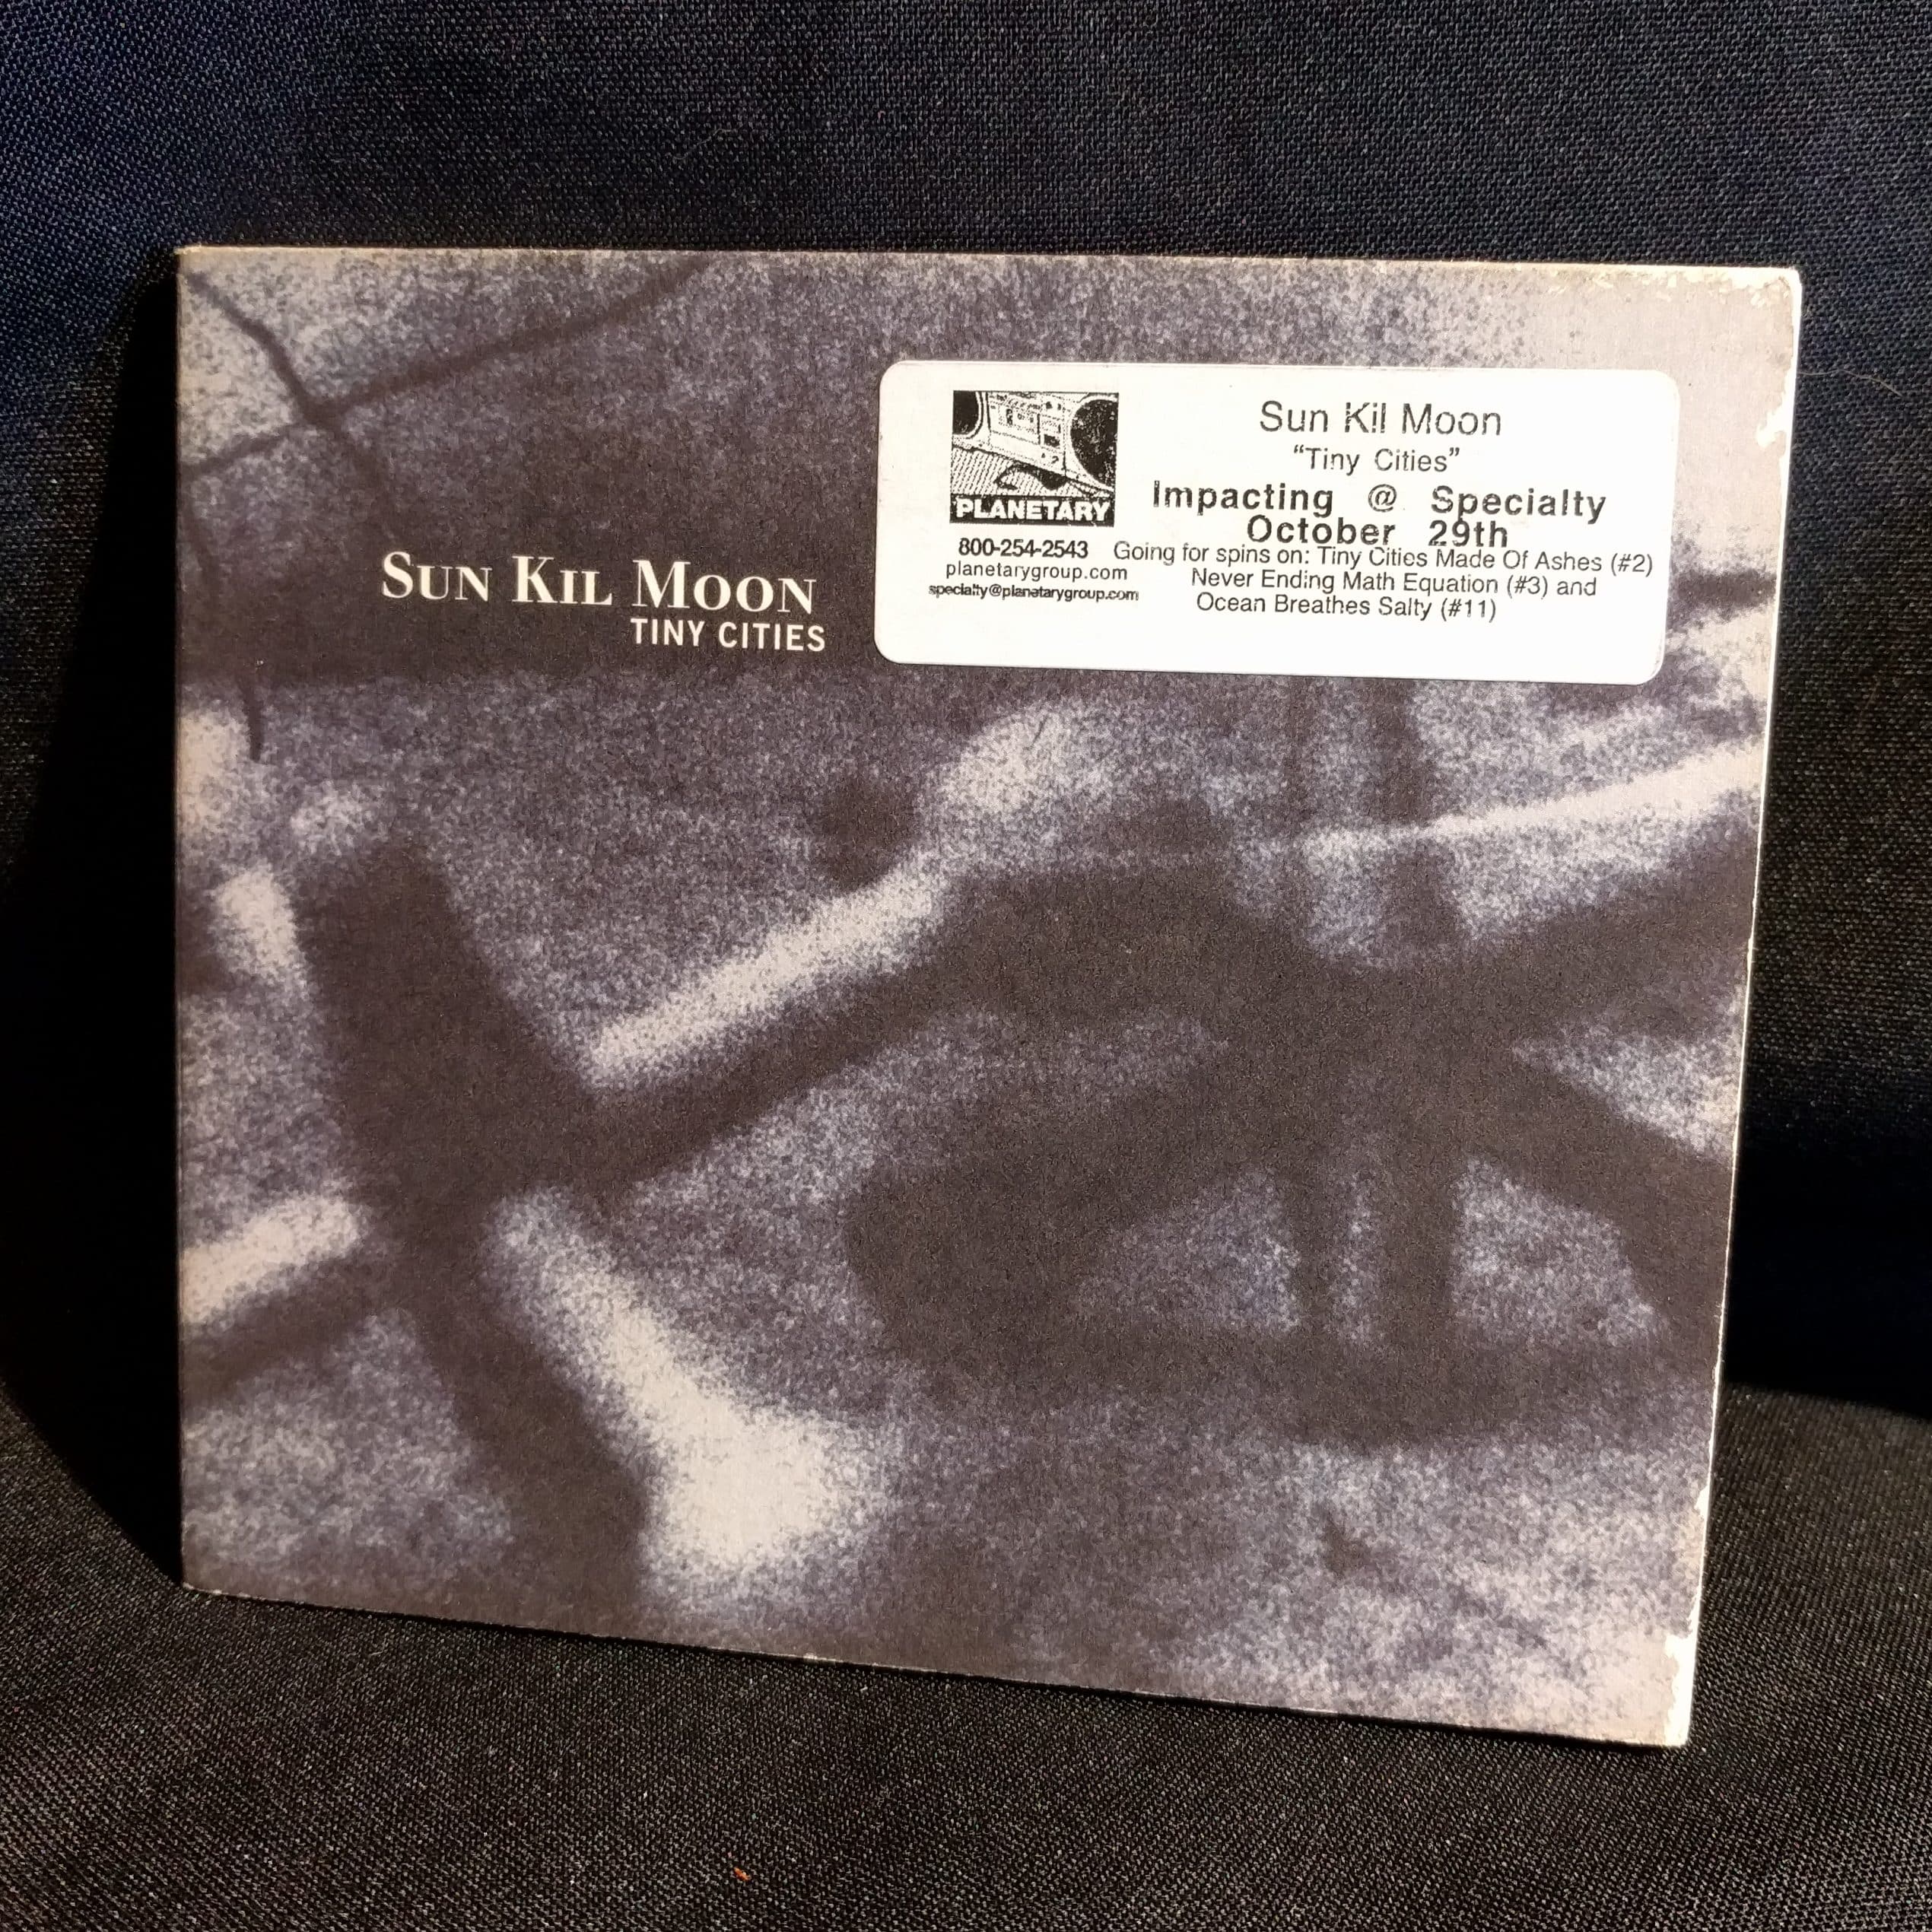 SUN KIL MOON
TINY CITIES
PLANETARY
800-254-2543
planetarygroup.com
specialty@planetarygroup.com
Sun Kil Moon
“Tiny Cities”
Impacting @ Specialty
October 29th
Going for spins on: Tiny Cities Made Of Ashes (#2)
Never Ending Math Equation (#3) and
Ocean Breathes Salty (#11)